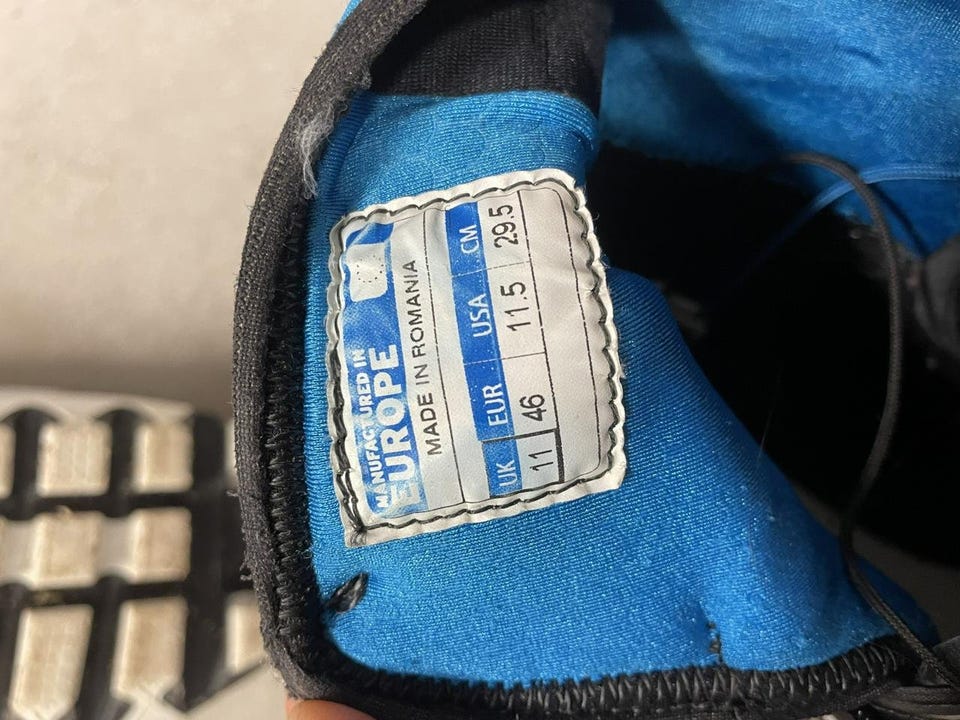 MANUFACTURED IN
EUROPE
MADE IN ROMANIA
UK EUR USA CM
11 46 11.5 29.5